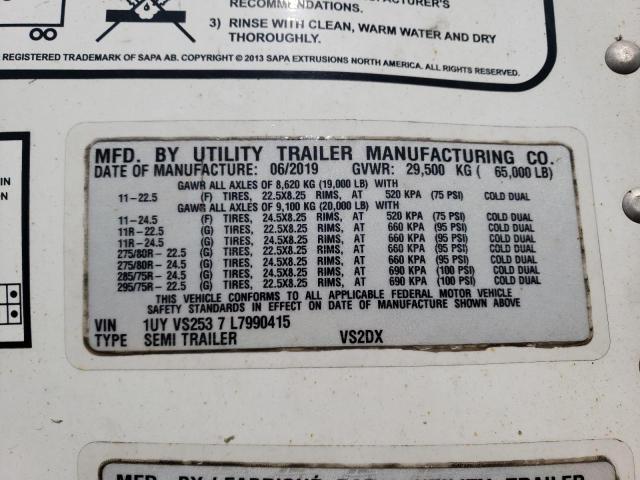 RECOMMENDATIONS.
3) RINSE WITH CLEAN, WARM WATER AND DRY
THOROUGHLY.
REGISTERED TRADEMARK OF SAPA AB. COPYRIGHT © 2013 SAPA EXTRUSIONS NORTH AMERICA. ALL RIGHTS RESERVED.
MFD. BY UTILITY TRAILER MANUFACTURING CO.
DATE OF MANUFACTURE: 06/2019 GVWR: 29,500 KG ( 65,000 LB)
GAWR ALL AXLES OF 8,620 KG (19,000 LB) WITH
11-22.5 (F) TIRES, 22.5X8.25 RIMS, AT 520 KPA (75 PSI) COLD DUAL
GAWR ALL AXLES OF 9,100 KG (20,000 LB) WITH
11-24.5 (F) TIRES, 24.5X8.25 RIMS, AT 520 KPA (75 PSI) COLD DUAL
11R-22.5 (G) TIRES, 22.5X8.25 RIMS, AT 660 KPA (95 PSI) COLD DUAL
11R-24.5 (G) TIRES, 24.5X8.25 RIMS, AT 660 KPA (95 PSI) COLD DUAL
275/80R-22.5 (G) TIRES, 22.5X8.25 RIMS, AT 660 KPA (95 PSI) COLD DUAL
275/80R-24.5 (G) TIRES, 24.5X8.25 RIMS, AT 660 KPA (95 PSI) COLD DUAL
285/75R-24.5 (G) TIRES, 24.5X8.25 RIMS, AT 690 KPA (100 PSI) COLD DUAL
295/75R-22.5 (G) TIRES, 22.5X8.25 RIMS, AT 690 KPA (100 PSI) COLD DUAL
THIS VEHICLE CONFORMS TO ALL APPLICABLE FEDERAL MOTOR VEHICLE
SAFETY STANDARDS IN EFFECT ON DATE OF MANUFACTURE SHOWN ABOVE
VIN 1UY VS253 7 L7990415
TYPE SEMI TRAILER VS2DX
IN
ION